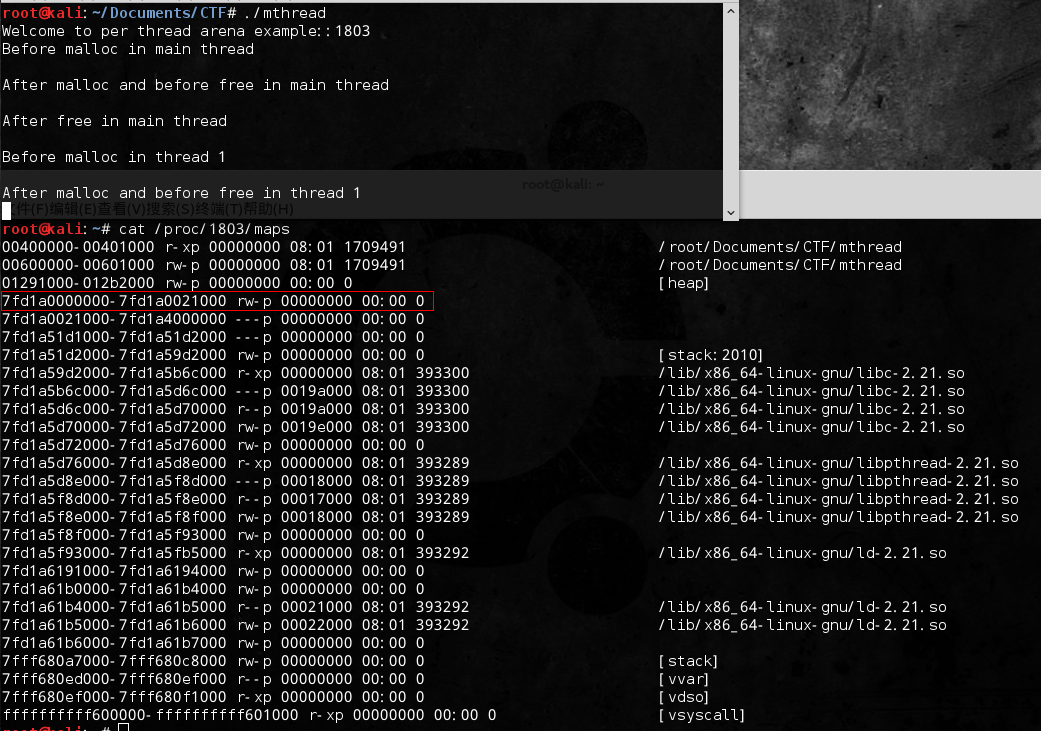 root@kali:~/Documents/CTF# ./mthread
Welcome to per thread arena example::1803
Before malloc in main thread
After malloc and before free in main thread
After free in main thread
Before malloc in thread 1
root@kali: ~
After malloc and before free in thread 1
文件(F)编辑(E)查看(V)搜索(S)终端(T)帮助(H)
root@kali:~# cat /proc/1803/maps
00400000-00401000 r-xp 00000000 08:01 1709491 /root/Documents/CTF/mthread
00600000-00601000 rw-p 00000000 08:01 1709491 /root/Documents/CTF/mthread
01291000-012b2000 rw-p 00000000 00:00 0 [heap]
7fd1a0000000-7fd1a0021000 rw-p 00000000 00:00 0
7fd1a0021000-7fd1a4000000 ---p 00000000 00:00 0
7fd1a51d1000-7fd1a51d2000 ---p 00000000 00:00 0
7fd1a51d2000-7fd1a59d2000 rw-p 00000000 00:00 0 [stack:2010]
7fd1a59d2000-7fd1a5b6c000 r-xp 00000000 08:01 393300 /lib/x86_64-linux-gnu/libc-2.21.so
7fd1a5b6c000-7fd1a5d6c000 ---p 0019a000 08:01 393300 /lib/x86_64-linux-gnu/libc-2.21.so
7fd1a5d6c000-7fd1a5d70000 r--p 0019a000 08:01 393300 /lib/x86_64-linux-gnu/libc-2.21.so
7fd1a5d70000-7fd1a5d72000 rw-p 0019e000 08:01 393300 /lib/x86_64-linux-gnu/libc-2.21.so
7fd1a5d72000-7fd1a5d76000 rw-p 00000000 00:00 0
7fd1a5d76000-7fd1a5d8e000 r-xp 00000000 08:01 393289 /lib/x86_64-linux-gnu/libpthread-2.21.so
7fd1a5d8e000-7fd1a5f8d000 ---p 00018000 08:01 393289 /lib/x86_64-linux-gnu/libpthread-2.21.so
7fd1a5f8d000-7fd1a5f8e000 r--p 00017000 08:01 393289 /lib/x86_64-linux-gnu/libpthread-2.21.so
7fd1a5f8e000-7fd1a5f8f000 rw-p 00018000 08:01 393289 /lib/x86_64-linux-gnu/libpthread-2.21.so
7fd1a5f8f000-7fd1a5f93000 rw-p 00000000 00:00 0
7fd1a5f93000-7fd1a5fb5000 r-xp 00000000 08:01 393292 /lib/x86_64-linux-gnu/ld-2.21.so
7fd1a6191000-7fd1a6194000 rw-p 00000000 00:00 0
7fd1a61b0000-7fd1a61b4000 rw-p 00000000 00:00 0
7fd1a61b4000-7fd1a61b5000 r--p 00021000 08:01 393292 /lib/x86_64-linux-gnu/ld-2.21.so
7fd1a61b5000-7fd1a61b6000 rw-p 00022000 08:01 393292 /lib/x86_64-linux-gnu/ld-2.21.so
7fd1a61b6000-7fd1a61b7000 rw-p 00000000 00:00 0
7fff680a7000-7fff680c8000 rw-p 00000000 00:00 0 [stack]
7fff680ed000-7fff680ef000 r--p 00000000 00:00 0 [vvar]
7fff680ef000-7fff680f1000 r-xp 00000000 00:00 0 [vdso]
ffffffffff600000-ffffffffff601000 r-xp 00000000 00:00 0 [vsyscall]
root@kali:~#